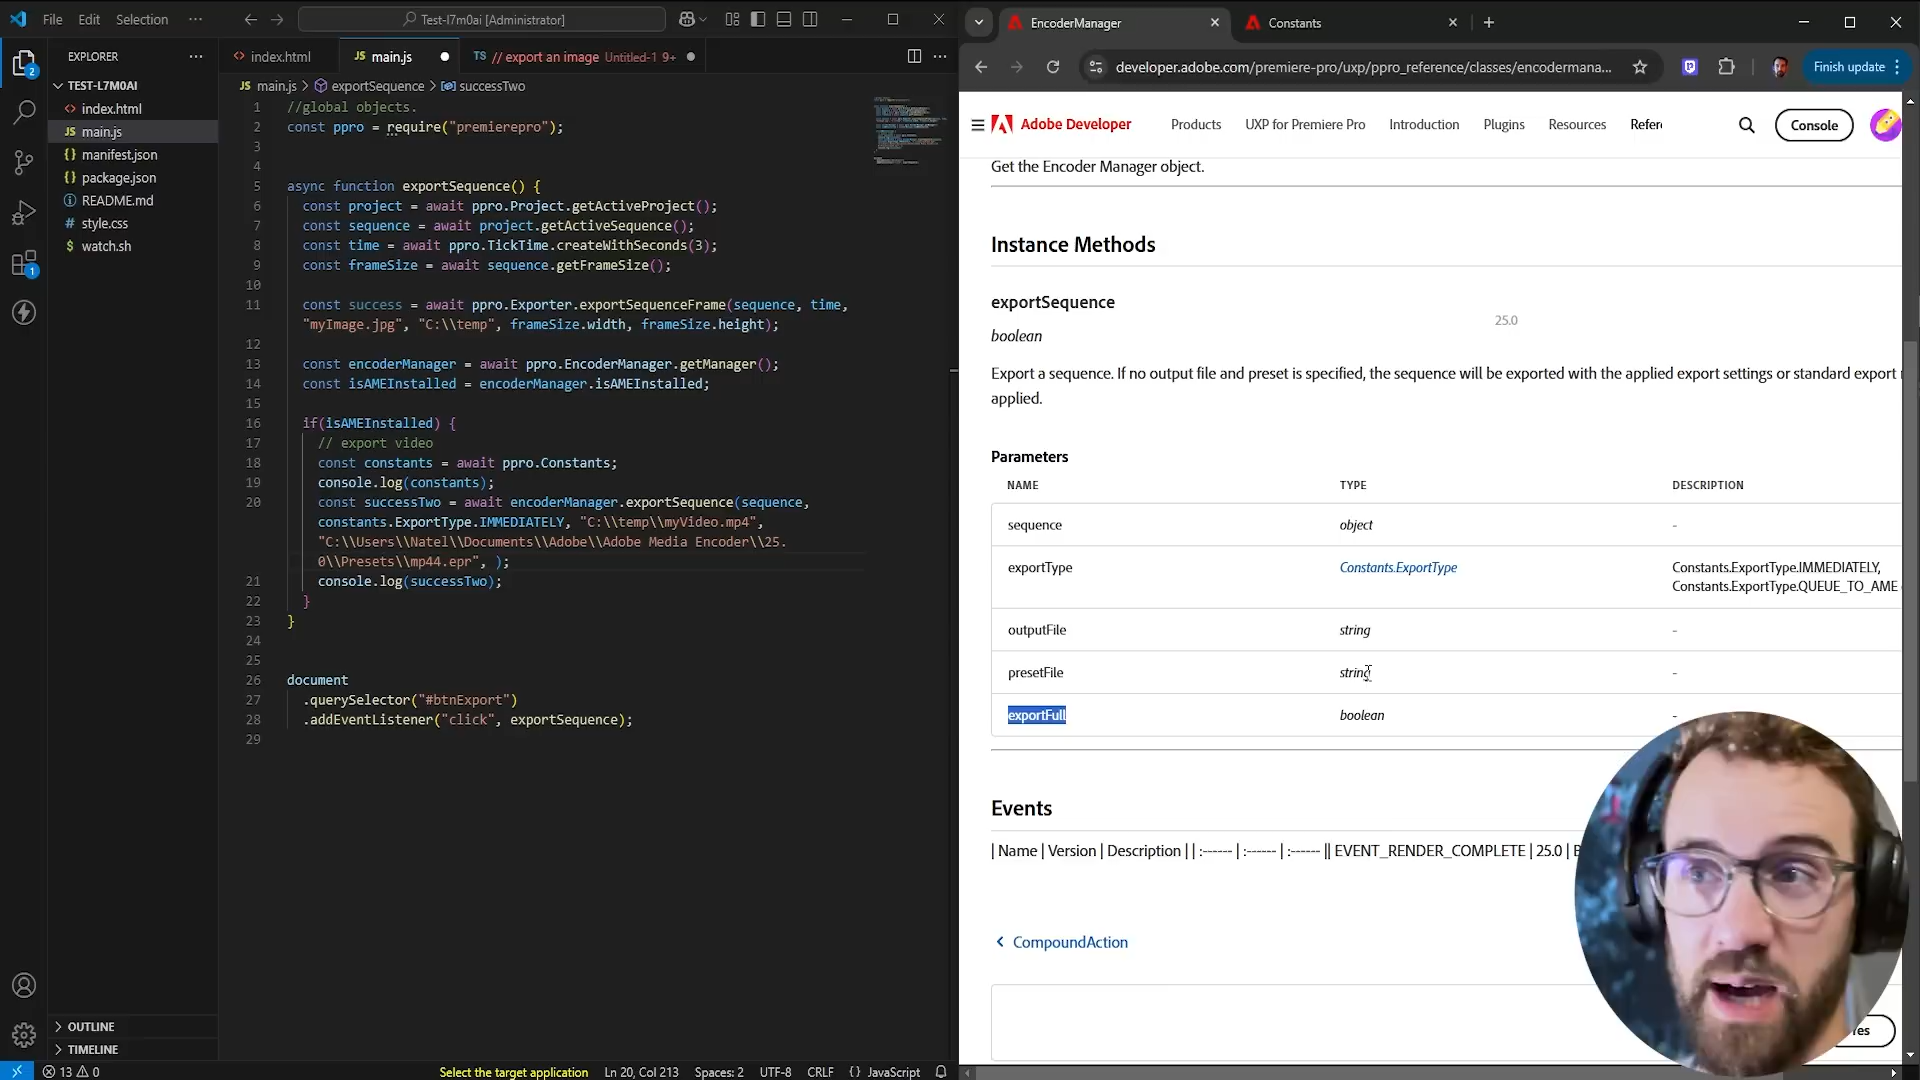 File Edit Selection ···
Test-l7m0ai [Administrator]
EXPLORER ···
TEST-L7M0AI
index.html
main.js
manifest.json
package.json
README.md
style.css
watch.sh
OUTLINE
TIMELINE
2
1
index.html
JS main.js
TS // export an image Untitled-1 9+
JS main.js > exportSequence > successTwo
1 //global objects.
2 const ppro = require("premierepro");
3
4
5 async function exportSequence() {
6 const project = await ppro.Project.getActiveProject();
7 const sequence = await project.getActiveSequence();
8 const time = await ppro.TickTime.createWithSeconds(3);
9 const frameSize = await sequence.getFrameSize();
10
11 const success = await ppro.Exporter.exportSequenceFrame(sequence, time,
"myImage.jpg", "C:\\temp", frameSize.width, frameSize.height);
12
13 const encoderManager = await ppro.EncoderManager.getManager();
14 const isAMEInstalled = encoderManager.isAMEInstalled;
15
16 if(isAMEInstalled) {
17 // export video
18 const constants = await ppro.Constants;
19 console.log(constants);
20 const successTwo = await encoderManager.exportSequence(sequence,
constants.ExportType.IMMEDIATELY, "C:\\temp\\myVideo.mp4",
"C:\\Users\\Natel\\Documents\\Adobe\\Adobe Media Encoder\\25.
0\\Presets\\mp44.epr", );
21 console.log(successTwo);
22 }
23 }
24
25
26 document
27 .querySelector("#btnExport")
28 .addEventListener("click", exportSequence);
29
13 0
Select the target application Ln 20, Col 213 Spaces: 2 UTF-8 CRLF {} JavaScript
EncoderManager
Constants
developer.adobe.com/premiere-pro/uxp/ppro_reference/classes/encodermana...
Finish update
Adobe Developer Products UXP for Premiere Pro Introduction Plugins Resources Refer
Console
Get the Encoder Manager object.
Instance Methods
exportSequence
25.0
boolean
Export a sequence. If no output file and preset is specified, the sequence will be exported with the applied export settings or standard export
applied.
Parameters
NAME TYPE DESCRIPTION
sequence object -
exportType Constants.ExportType Constants.ExportType.IMMEDIATELY,
Constants.ExportType.QUEUE_TO_AME
outputFile string -
presetFile string -
exportFull boolean -
Events
| Name | Version | Description | | :------ | :------ | :------ || EVENT_RENDER_COMPLETE | 25.0 |
CompoundAction